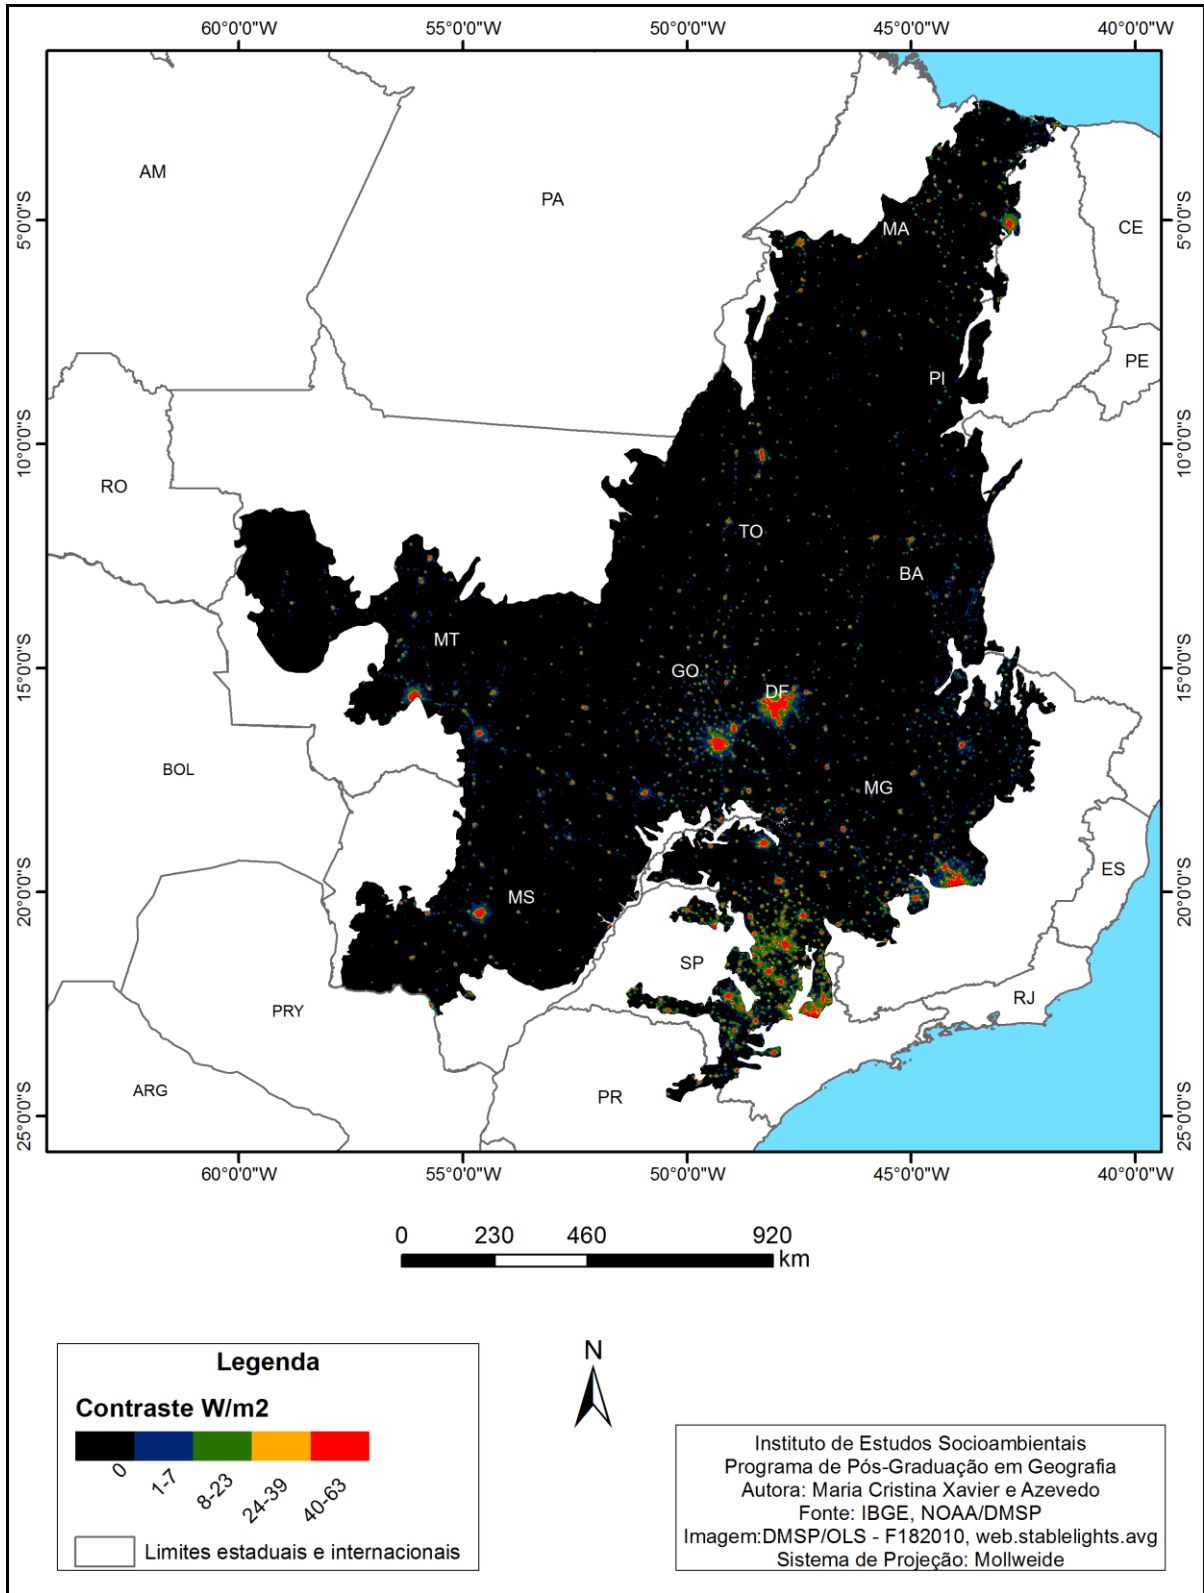 60°0'0"W 55°0'0"W 50°0'0"W 45°0'0"W 40°0'0"W
AM
PA
MA
CE
5°0'0"S 5°0'0"S
PI
PE
10°0'0"S 10°0'0"S
RO
TO
BA
MT
15°0'0"S 15°0'0"S
GO
DF
BOL
MG
ES
20°0'0"S 20°0'0"S
MS
SP
RJ
PRY
ARG
PR
25°0'0"S 25°0'0"S
60°0'0"W 55°0'0"W 50°0'0"W 45°0'0"W 40°0'0"W
0 230 460 920
km
N
Legenda
Contraste W/m2
0 1-7 8-23 24-39 40-63
Limites estaduais e internacionais
Instituto de Estudos Socioambientais
Programa de Pós-Graduação em Geografia
Autora: Maria Cristina Xavier e Azevedo
Fonte: IBGE, NOAA/DMSP
Imagem:DMSP/OLS - F182010, web.stablelights.avg
Sistema de Projeção: Mollweide